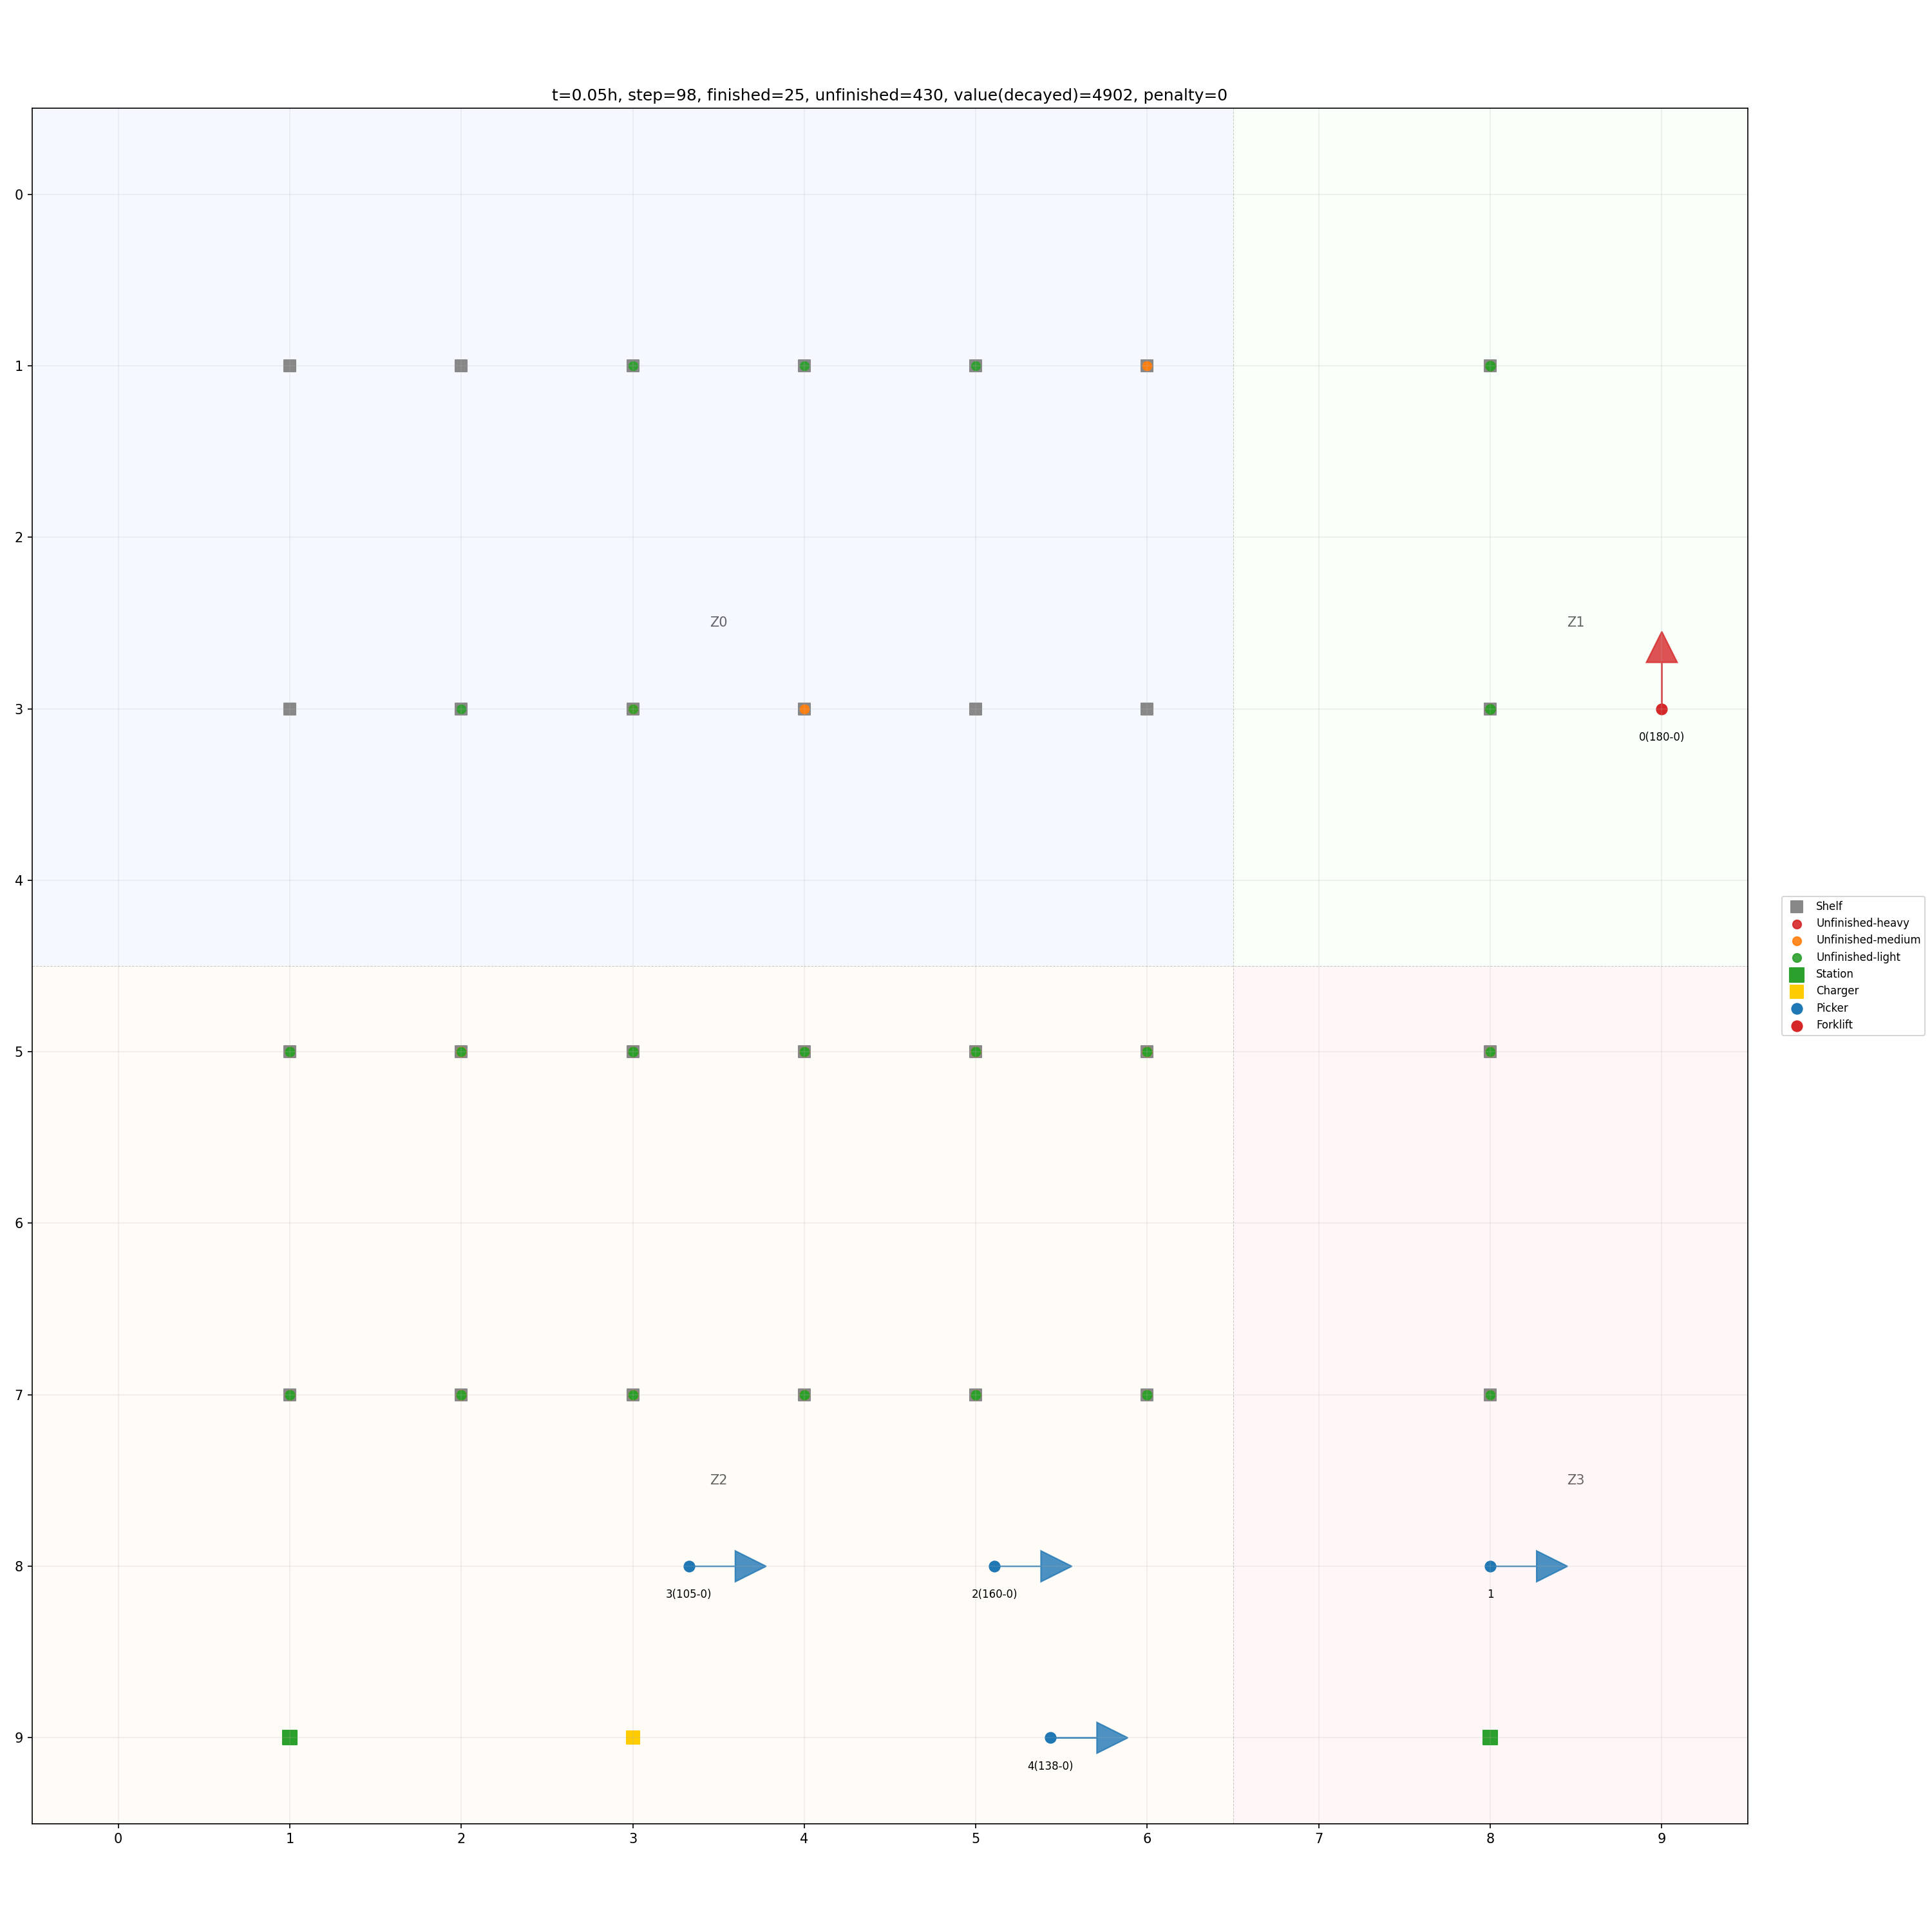 t=0.05h, step=98, finished=25, unfinished=430, value(decayed)=4902, penalty=0
0
1
2
Z0
Z1
3
0(180-0)
4
Shelf
Unfinished-heavy
Unfinished-medium
Unfinished-light
Station
Charger
Picker
Forklift
5
6
7
Z2
Z3
8
3(105-0)
2(160-0)
1
9
4(138-0)
0 1 2 3 4 5 6 7 8 9